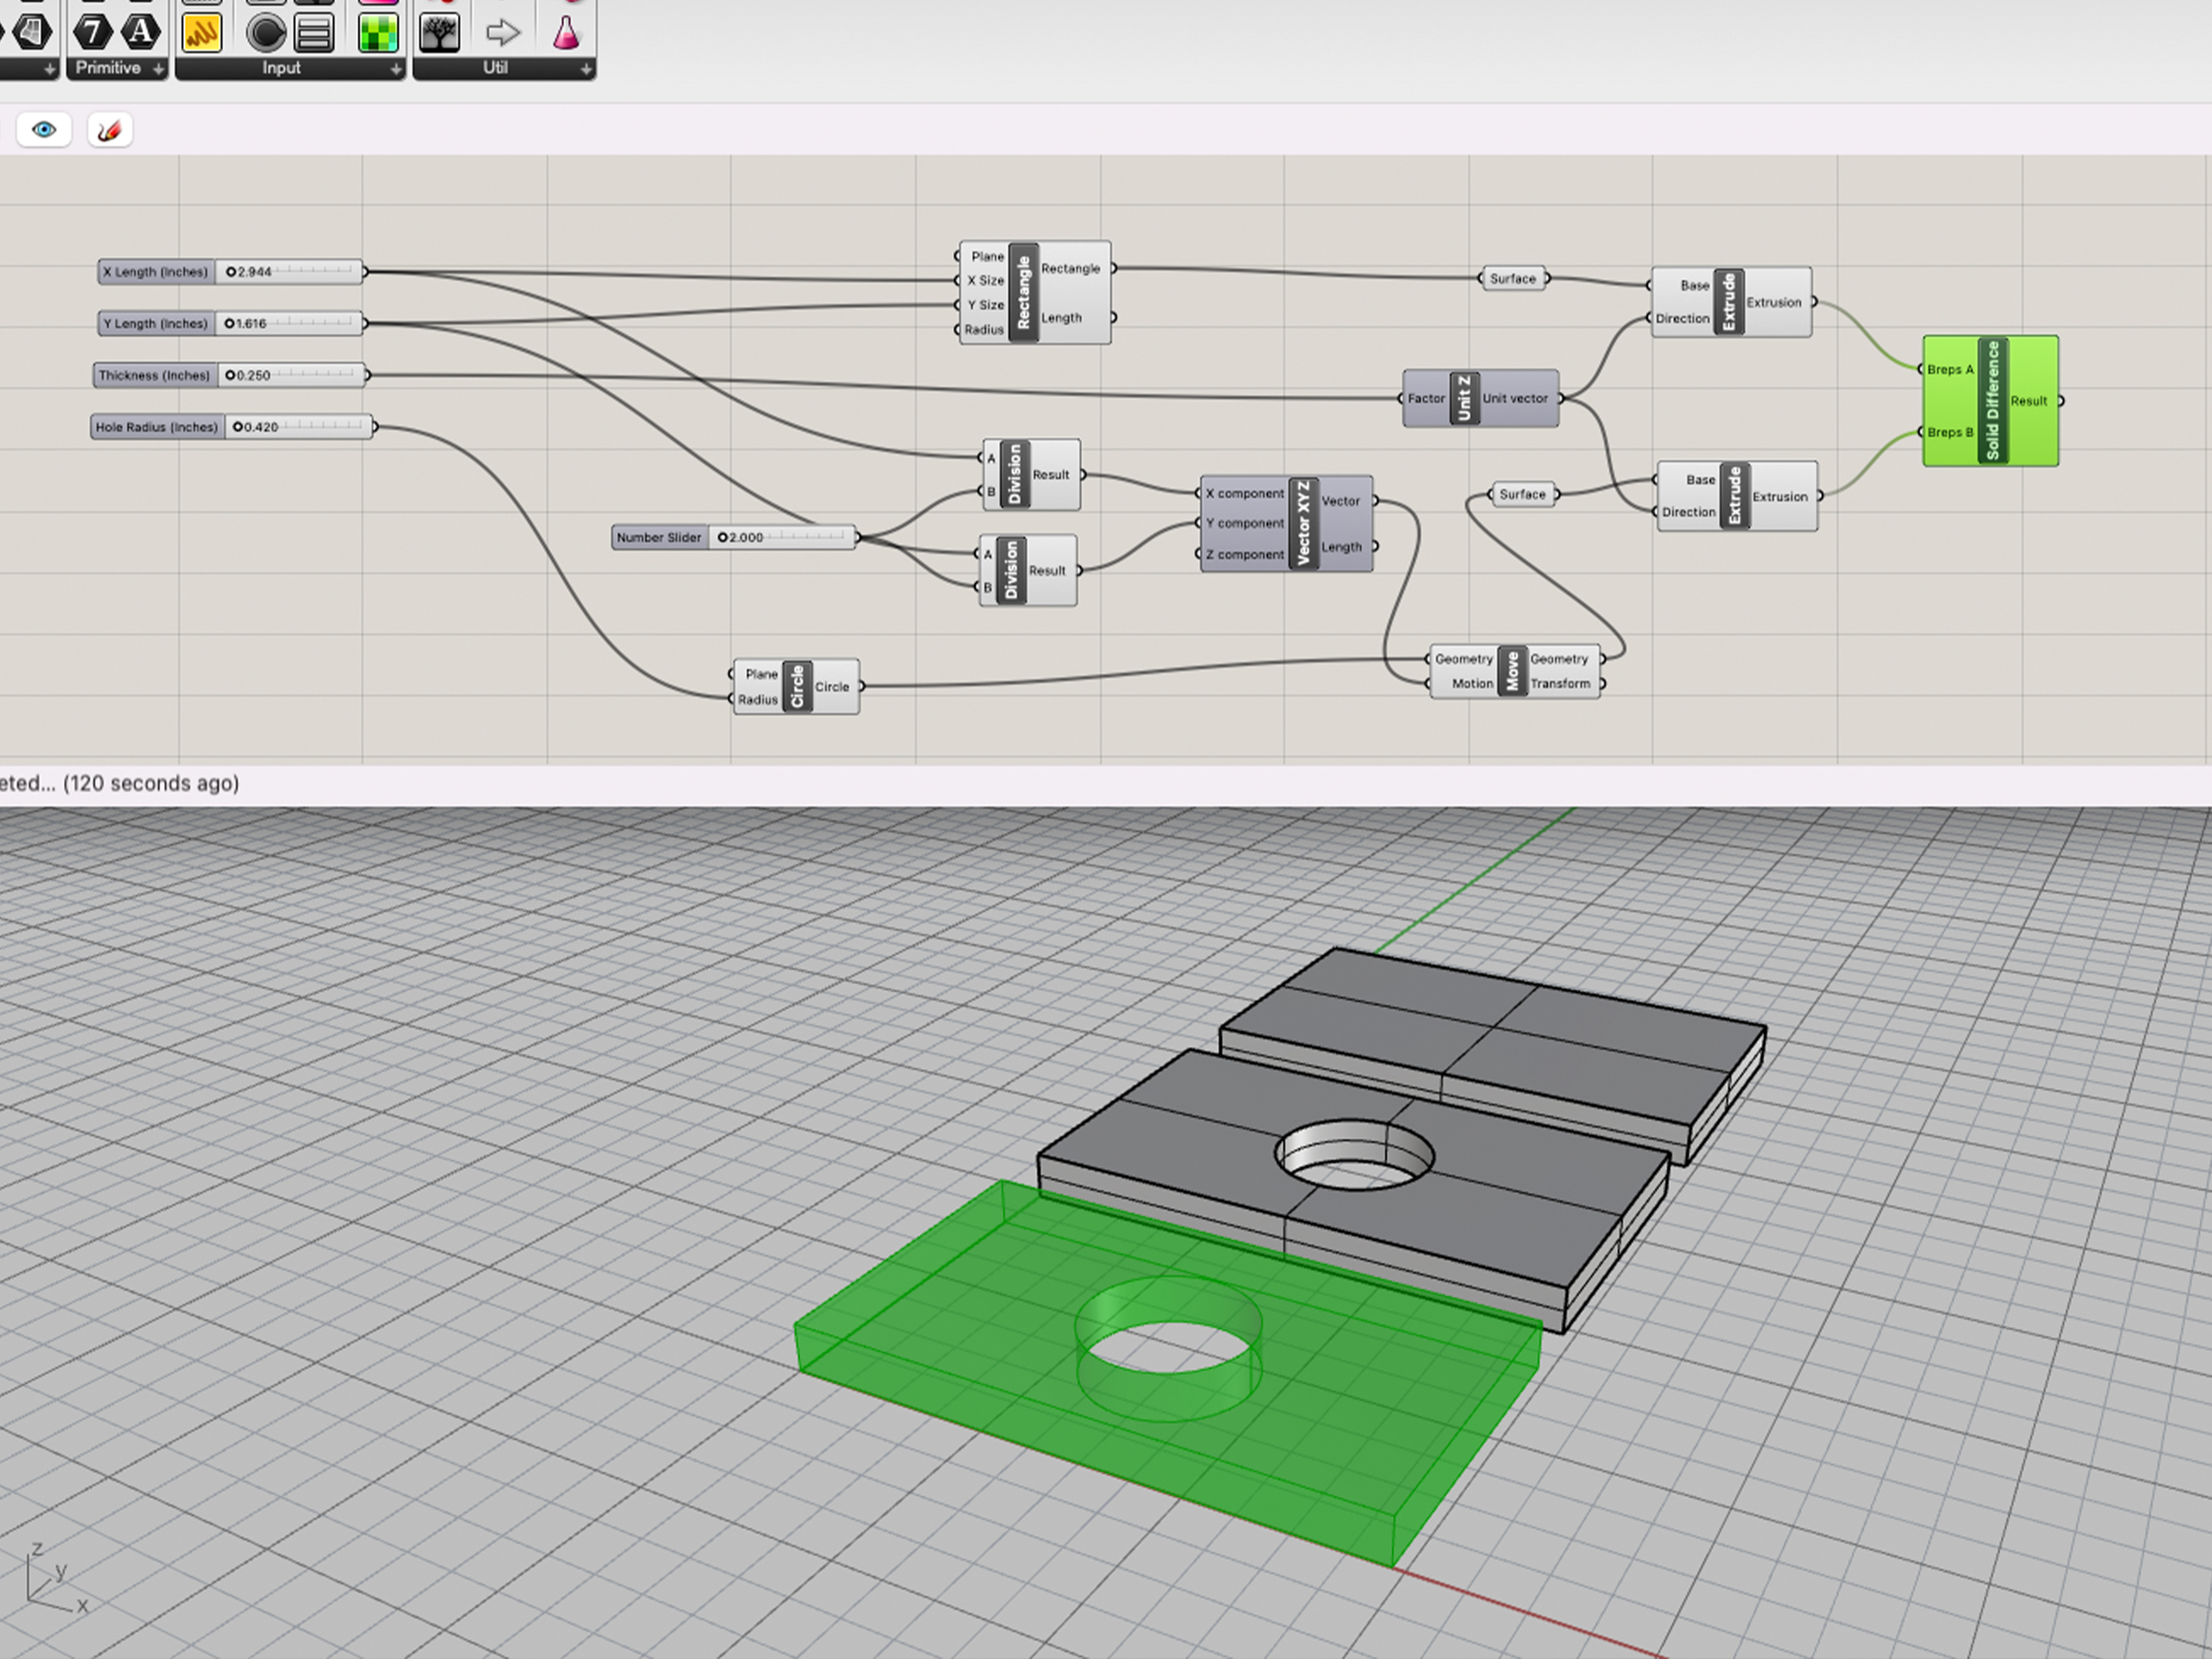 7 A
Primitive
Input
Util
X Length (Inches) 2.944
Y Length (Inches) 1.616
Thickness (Inches) 0.250
Hole Radius (Inches) 0.420
Plane
X Size
Y Size
Radius
Rectangle
Rectangle
Length
Surface
Base
Direction
Extrude
Extrusion
Factor
Unit Z
Unit vector
Breps A
Breps B
Solid Difference
Result
A
B
Division
Result
Number Slider 2.000
A
B
Division
Result
X component
Y component
Z component
Vector XYZ
Vector
Length
Surface
Base
Direction
Extrude
Extrusion
Plane
Radius
Circle
Circle
Geometry
Motion
Move
Geometry
Transform
eted... (120 seconds ago)
z
y
x